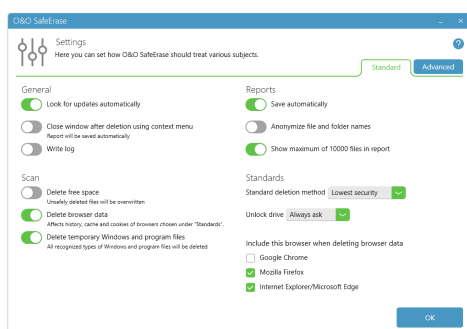 O&O SafeErase
Settings
Here you can set how O&O SafeErase should treat various subjects.
Standard
Advanced
General
Look for updates automatically
Close window after deletion using context menu
Report will be saved automatically
Write log
Reports
Save automatically
Anonymize file and folder names
Show maximum of 10000 files in report
Scan
Delete free space
Unsafely deleted files will be overwritten
Delete browser data
Affects history, cache and cookies of browsers chosen under "Standards".
Delete temporary Windows and program files
All recognized types of Windows and program files will be deleted
Standards
Standard deletion method Lowest security
Unlock drive Always ask
Include this browser when deleting browser data
Google Chrome
Mozilla Firefox
Internet Explorer/Microsoft Edge
OK